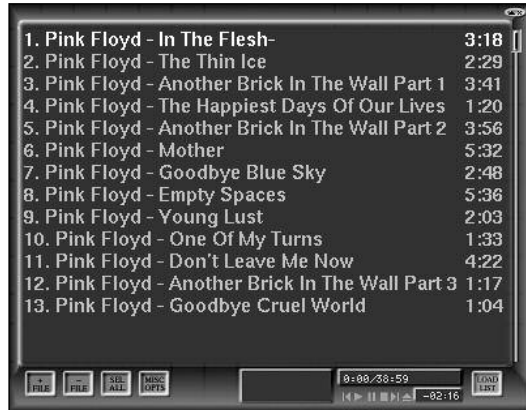 1. Pink Floyd - In The Flesh- 3:18
2. Pink Floyd - The Thin Ice 2:29
3. Pink Floyd - Another Brick In The Wall Part 1 3:41
4. Pink Floyd - The Happiest Days Of Our Lives 1:20
5. Pink Floyd - Another Brick In The Wall Part 2 3:56
6. Pink Floyd - Mother 5:32
7. Pink Floyd - Goodbye Blue Sky 2:48
8. Pink Floyd - Empty Spaces 5:36
9. Pink Floyd - Young Lust 2:03
10. Pink Floyd - One Of My Turns 1:33
11. Pink Floyd - Don't Leave Me Now 4:22
12. Pink Floyd - Another Brick In The Wall Part 3 1:17
13. Pink Floyd - Goodbye Cruel World 1:04
+ FILE - FILE SEL ALL MISC OPTS 0:00/38:59 LOAD LIST
-02:16